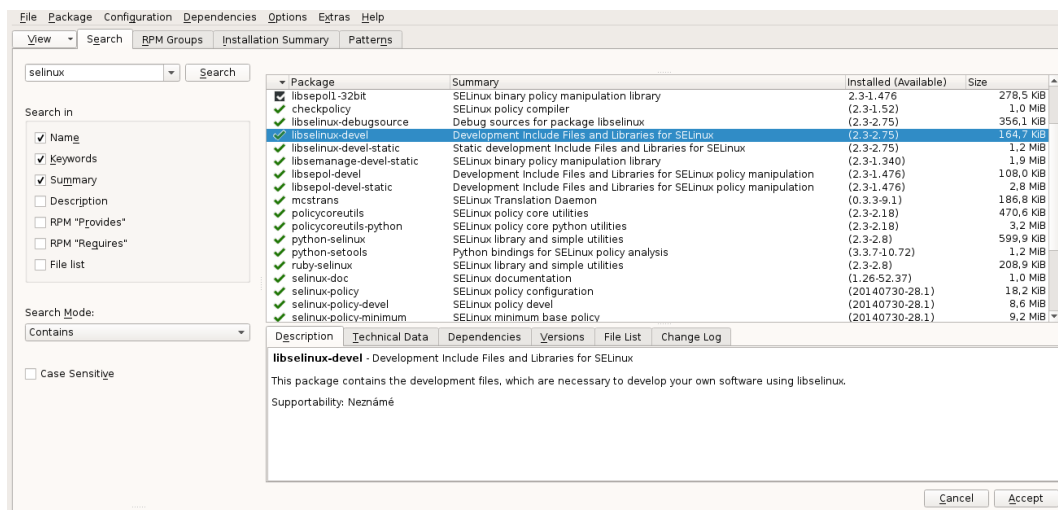 File Package Configuration Dependencies Options Extras Help
View Search RPM Groups Installation Summary Patterns
selinux Search
Search in
Name
Keywords
Summary
Description
RPM "Provides"
RPM "Requires"
File list
Search Mode:
Contains
Case Sensitive
Package Summary Installed (Available) Size
libsepol1-32bit SELinux binary policy manipulation library 2.3-1.476 278,5 KiB
checkpolicy SELinux policy compiler (2.3-1.52) 1,0 MiB
libselinux-debugsource Debug sources for package libselinux (2.3-2.75) 356,1 KiB
libselinux-devel Development Include Files and Libraries for SELinux (2.3-2.75) 164,7 KiB
libselinux-devel-static Static development Include Files and Libraries for SELinux (2.3-2.75) 1,2 MiB
libsemanage-devel-static SELinux binary policy manipulation library (2.3-1.340) 1,9 MiB
libsepol-devel Development Include Files and Libraries for SELinux policy manipulation (2.3-1.476) 108,0 KiB
libsepol-devel-static Development Include Files and Libraries for SELinux policy manipulation (2.3-1.476) 2,8 MiB
mcstrans SELinux Translation Daemon (0.3.3-9.1) 186,8 KiB
policycoreutils SELinux policy core utilities (2.3-2.18) 470,6 KiB
policycoreutils-python SELinux policy core python utilities (2.3-2.18) 3,2 MiB
python-selinux SELinux library and simple utilities (2.3-2.8) 599,9 KiB
python-setools Python bindings for SELinux policy analysis (3.3.7-10.72) 1,2 MiB
ruby-selinux SELinux library and simple utilities (2.3-2.8) 208,9 KiB
selinux-doc SELinux documentation (1.26-52.37) 1,0 MiB
selinux-policy SELinux policy configuration (20140730-28.1) 18,2 KiB
selinux-policy-devel SELinux policy devel (20140730-28.1) 8,6 MiB
selinux-policy-minimum SELinux minimum base policy (20140730-28.1) 9,2 MiB
Description Technical Data Dependencies Versions File List Change Log
libselinux-devel - Development Include Files and Libraries for SELinux
This package contains the development files, which are necessary to develop your own software using libselinux.
Supportability: Neznámé
Cancel Accept